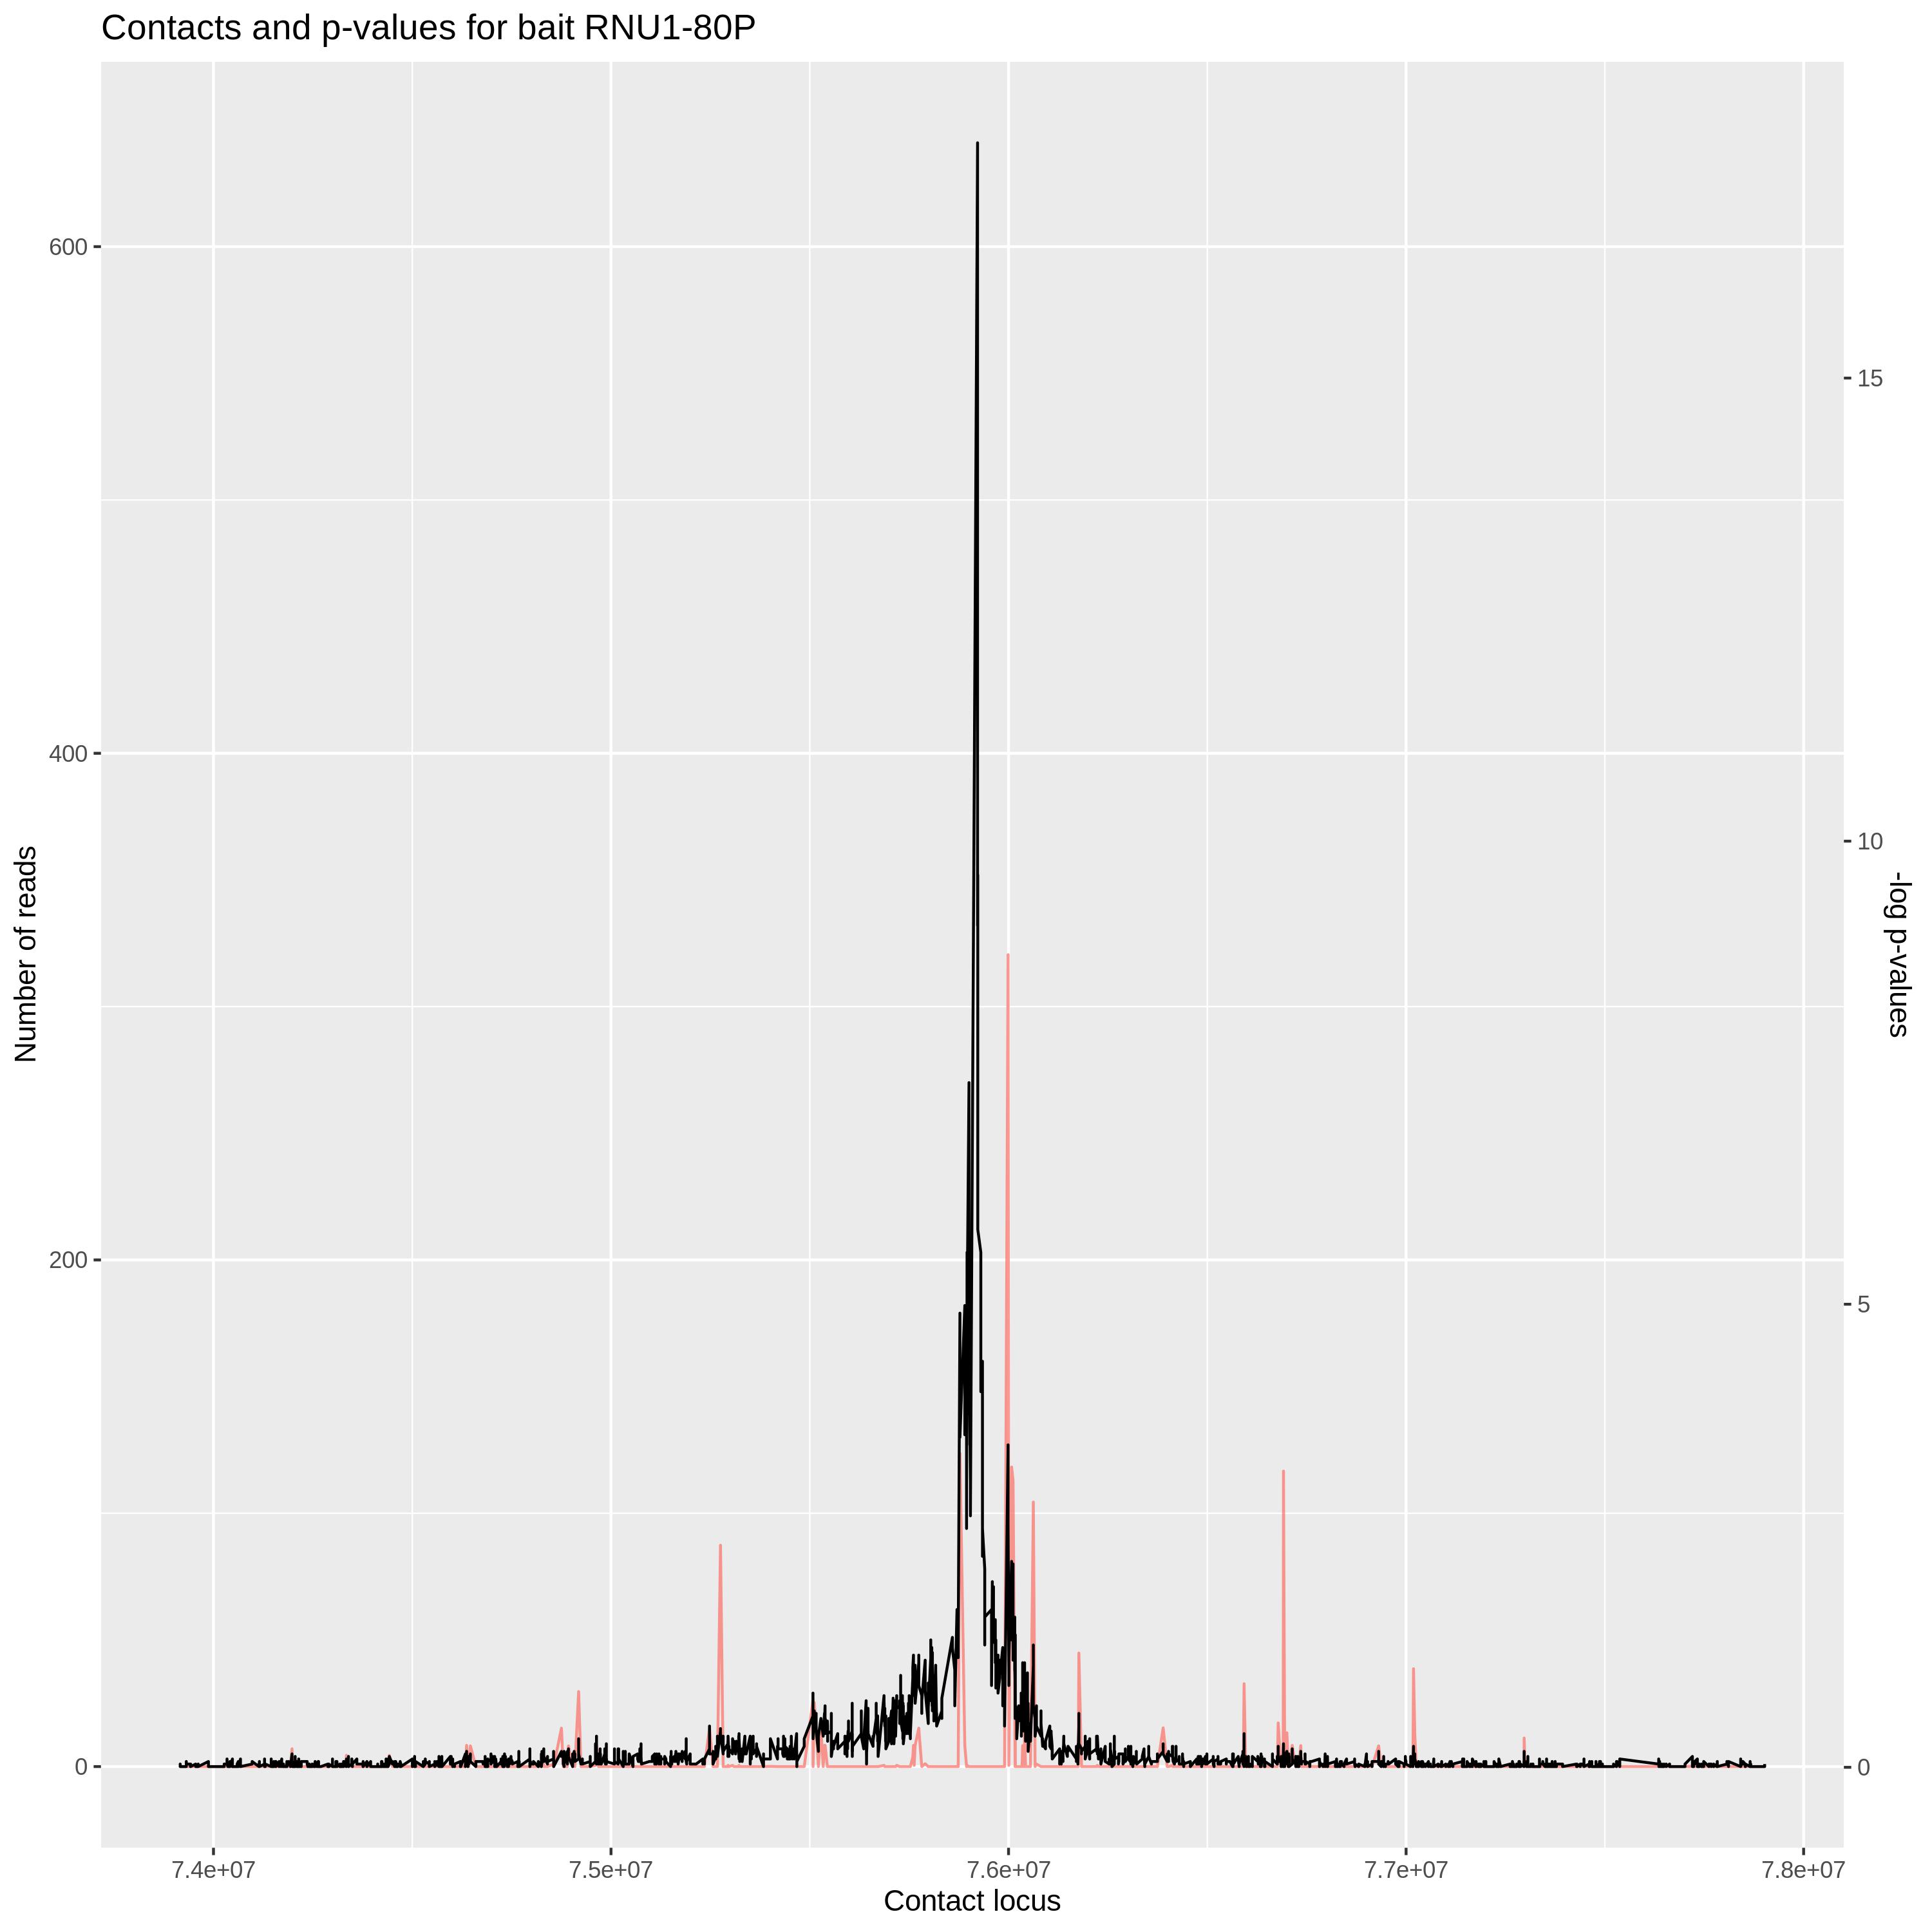 Contacts and p-values for bait RNU1-80P
600
400
200
0
Number of reads
15
10
5
0
-log p-values
7.4e+07 7.5e+07 7.6e+07 7.7e+07 7.8e+07
Contact locus